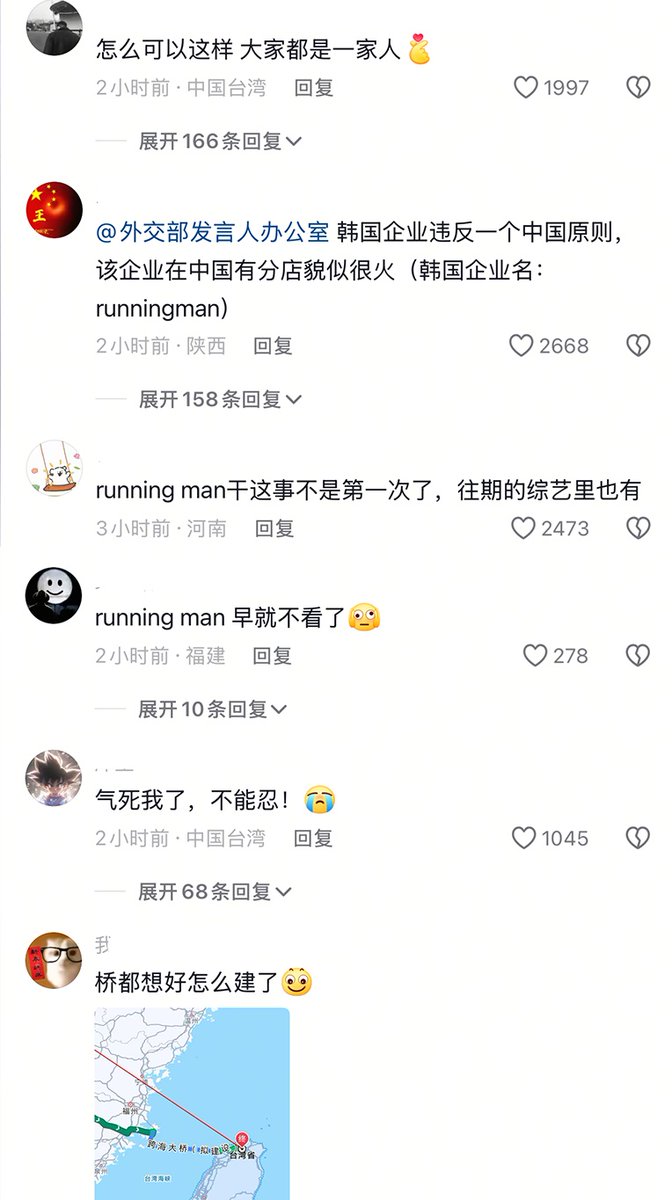 怎么可以这样 大家都是一家人
2小时前 · 中国台湾 回复 1997
展开166条回复
王
@外交部发言人办公室 韩国企业违反一个中国原则，
该企业在中国有分店貌似很火（韩国企业名：
runningman）
2小时前 · 陕西 回复 2668
展开158条回复
running man干这事不是第一次了，往期的综艺里也有
3小时前 · 河南 回复 2473
running man 早就不看了
2小时前 · 福建 回复 278
展开10条回复
气死我了，不能忍！
2小时前 · 中国台湾 回复 1045
展开68条回复
我
桥都想好怎么建了
福州
终
跨海大桥（拟建设
台湾省
台湾海峡